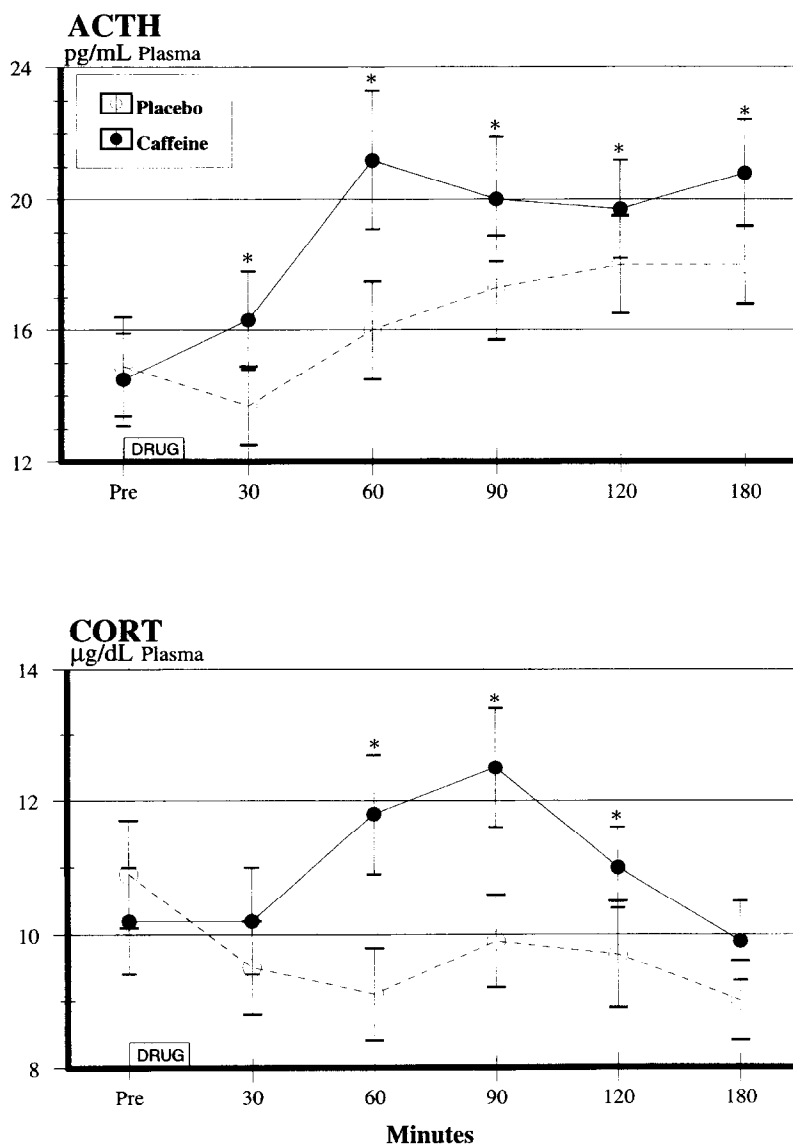 ACTH
pg/mL Plasma
24
Placebo
Caffeine
*
*
*
*
*
20
16
12
DRUG
Pre 30 60 90 120 180
CORT
µg/dL Plasma
14
*
*
*
12
10
8
DRUG
Pre 30 60 90 120 180
Minutes